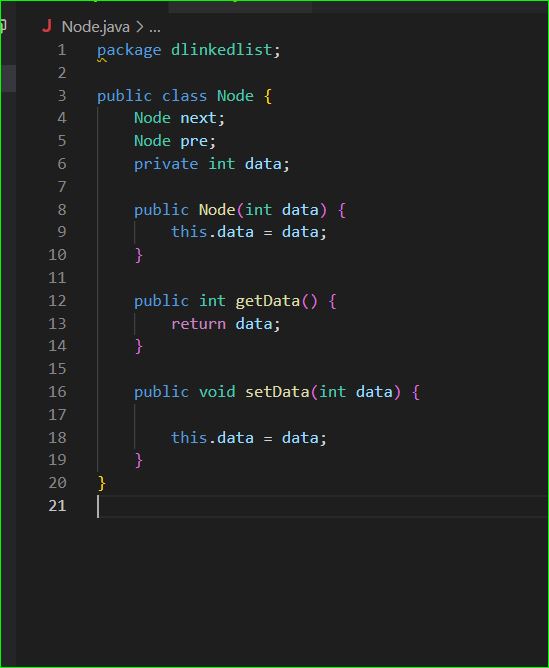 J Node.java > ...
1 package dlinkedlist;
2
3 public class Node {
4     Node next;
5     Node pre;
6     private int data;
7
8     public Node(int data) {
9         this.data = data;
10     }
11
12     public int getData() {
13         return data;
14     }
15
16     public void setData(int data) {
17
18         this.data = data;
19     }
20 }
21